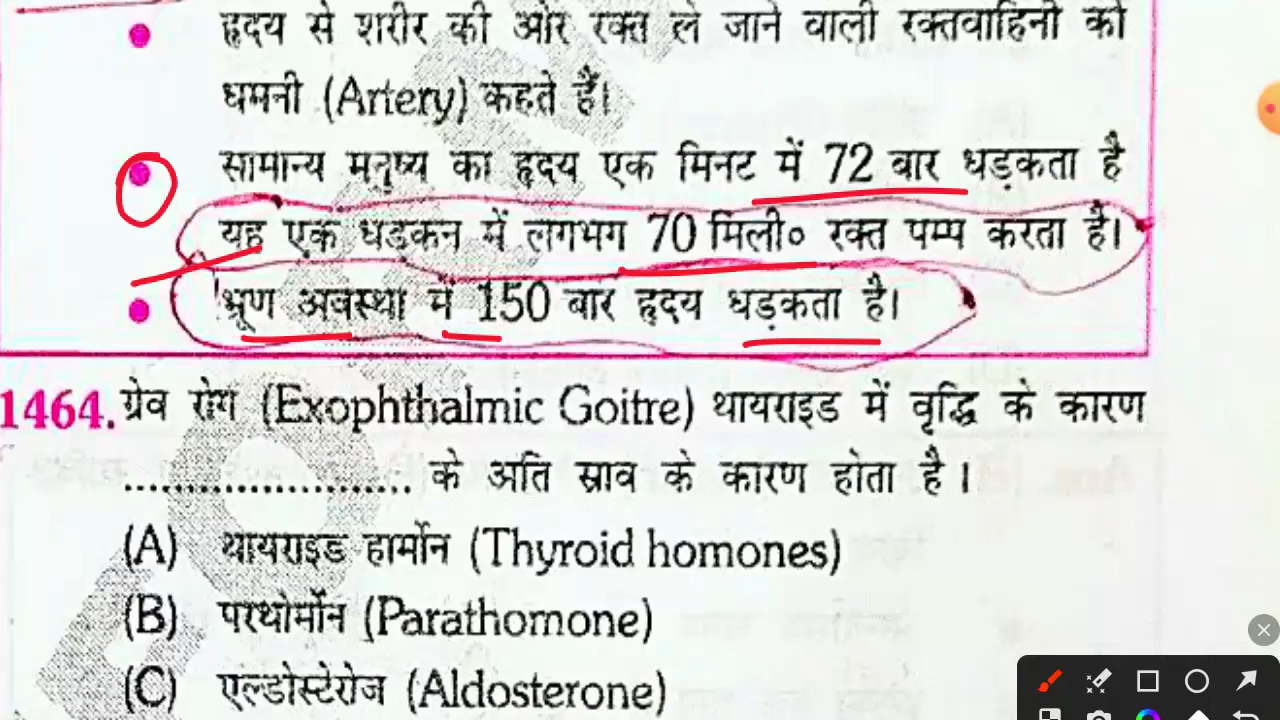 हृदय से शरीर की ओर रक्त ले जाने वाली रक्तवाहिनी को
धमनी (Artery) कहते हैं।
सामान्य मनुष्य का हृदय एक मिनट में 72 बार धड़कता है
यह एक धड़कन में लगभग 70 मिली० रक्त पम्प करता है।
भ्रूण अवस्था में 150 बार हृदय धड़कता है।
1464. ग्रेव रोग (Exophthalmic Goitre) थायराइड में वृद्धि के कारण
........................ के अति स्राव के कारण होता है ।
(A) थायराइड हार्मोन (Thyroid homones)
(B) परथोर्मोन (Parathomone)
(C) एल्डोस्टेरोज (Aldosterone)